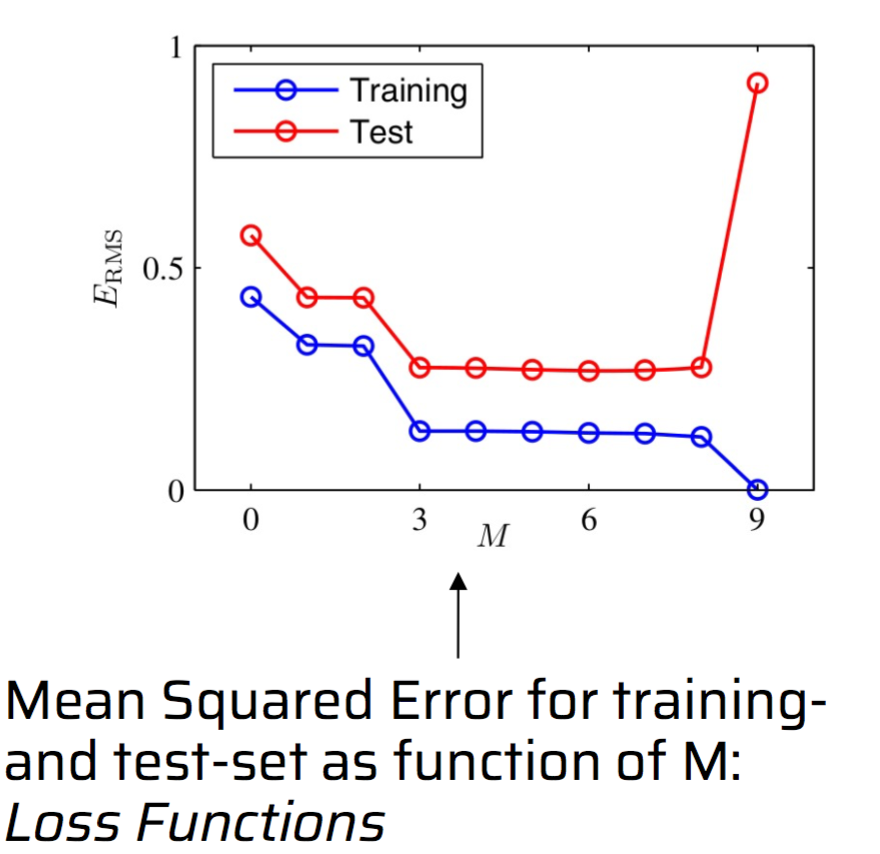 1
Training
Test
E_RMS
0.5
0
0 3 6 9
M
Mean Squared Error for training-
and test-set as function of M:
Loss Functions